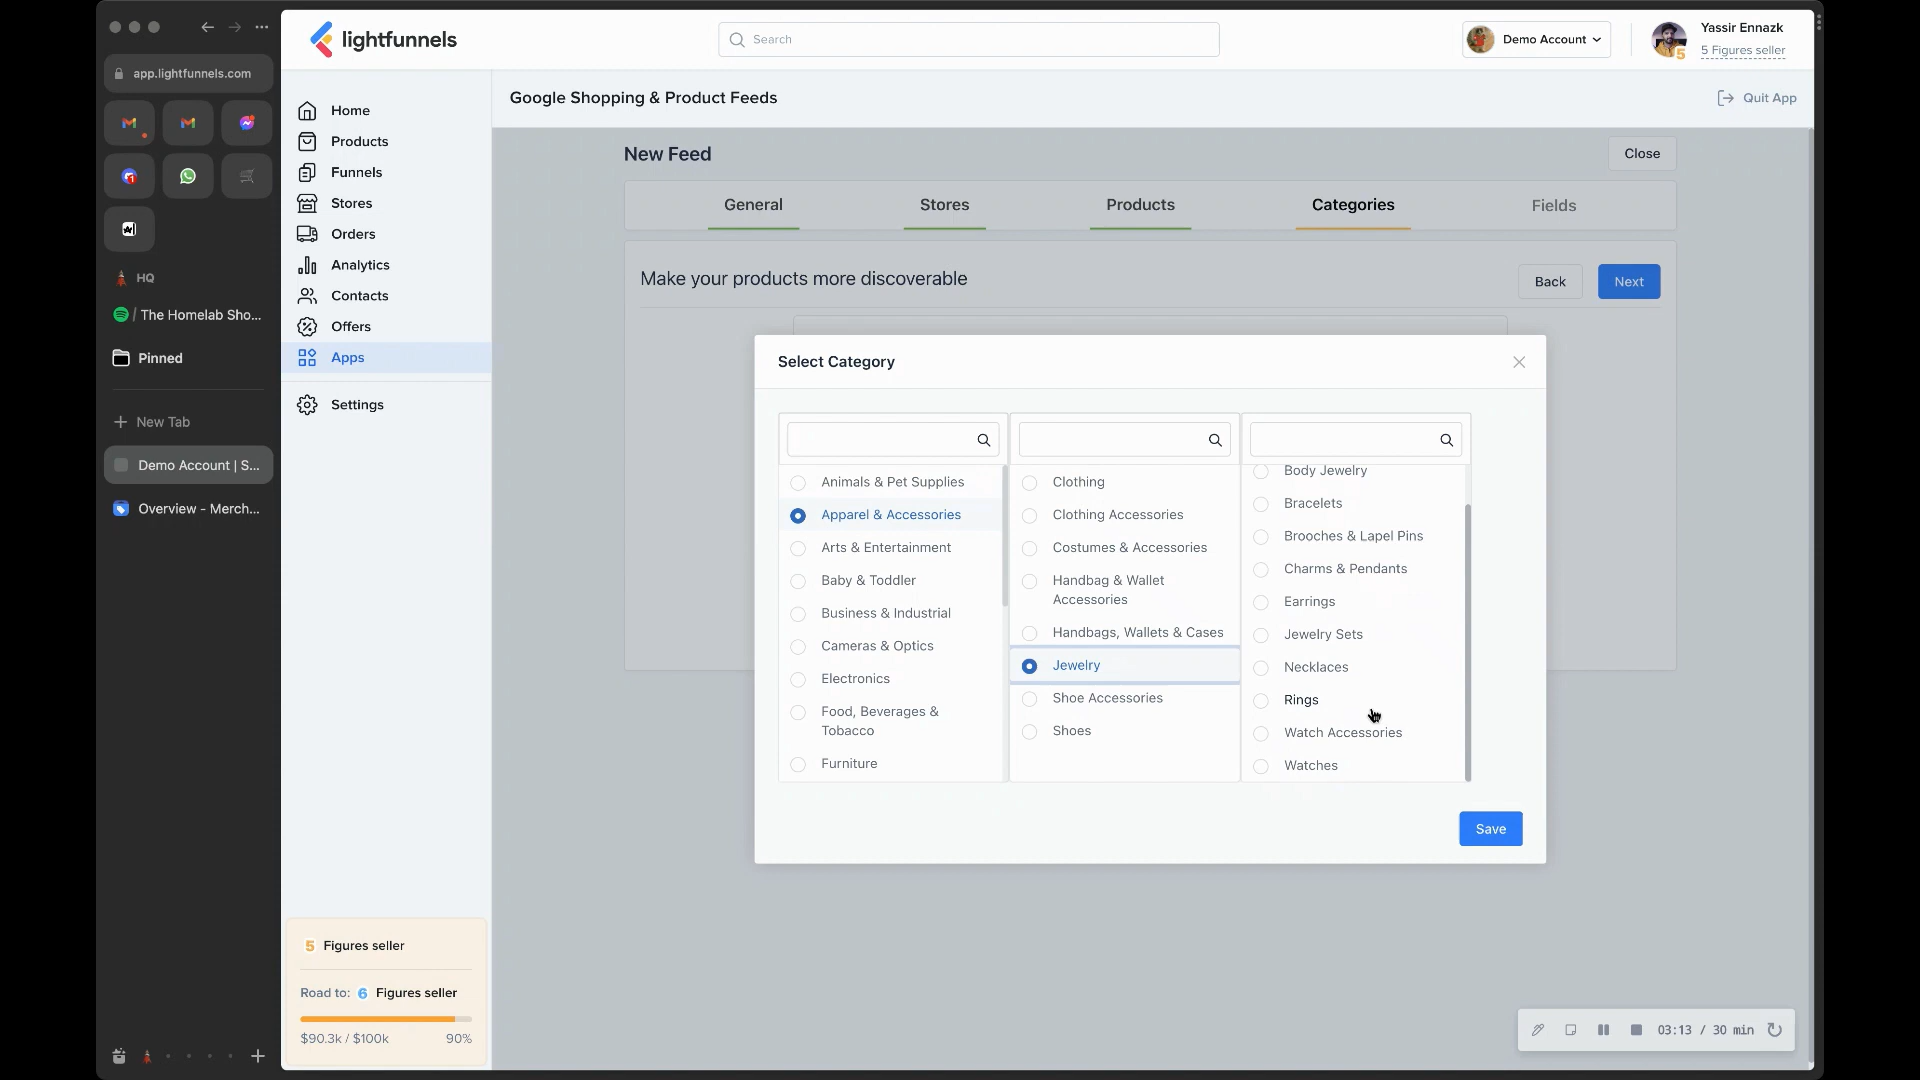 lightfunnels
Search
Demo Account
Yassir Ennazk
5 Figures seller
5
app.lightfunnels.com
1
HQ
/ The Homelab Sho...
Pinned
New Tab
Demo Account | S...
Overview - Merch...
Home
Products
Funnels
Stores
Orders
Analytics
Contacts
Offers
Apps
Settings
5 Figures seller
Road to: 6 Figures seller
$90.3k / $100k 90%
Google Shopping & Product Feeds
Quit App
New Feed
Close
General Stores Products Categories Fields
Make your products more discoverable
Back
Next
Select Category
Animals & Pet Supplies
Apparel & Accessories
Arts & Entertainment
Baby & Toddler
Business & Industrial
Cameras & Optics
Electronics
Food, Beverages &
Tobacco
Furniture
Clothing
Clothing Accessories
Costumes & Accessories
Handbag & Wallet
Accessories
Handbags, Wallets & Cases
Jewelry
Shoe Accessories
Shoes
Body Jewelry
Bracelets
Brooches & Lapel Pins
Charms & Pendants
Earrings
Jewelry Sets
Necklaces
Rings
Watch Accessories
Watches
Save
03:13 / 30 min